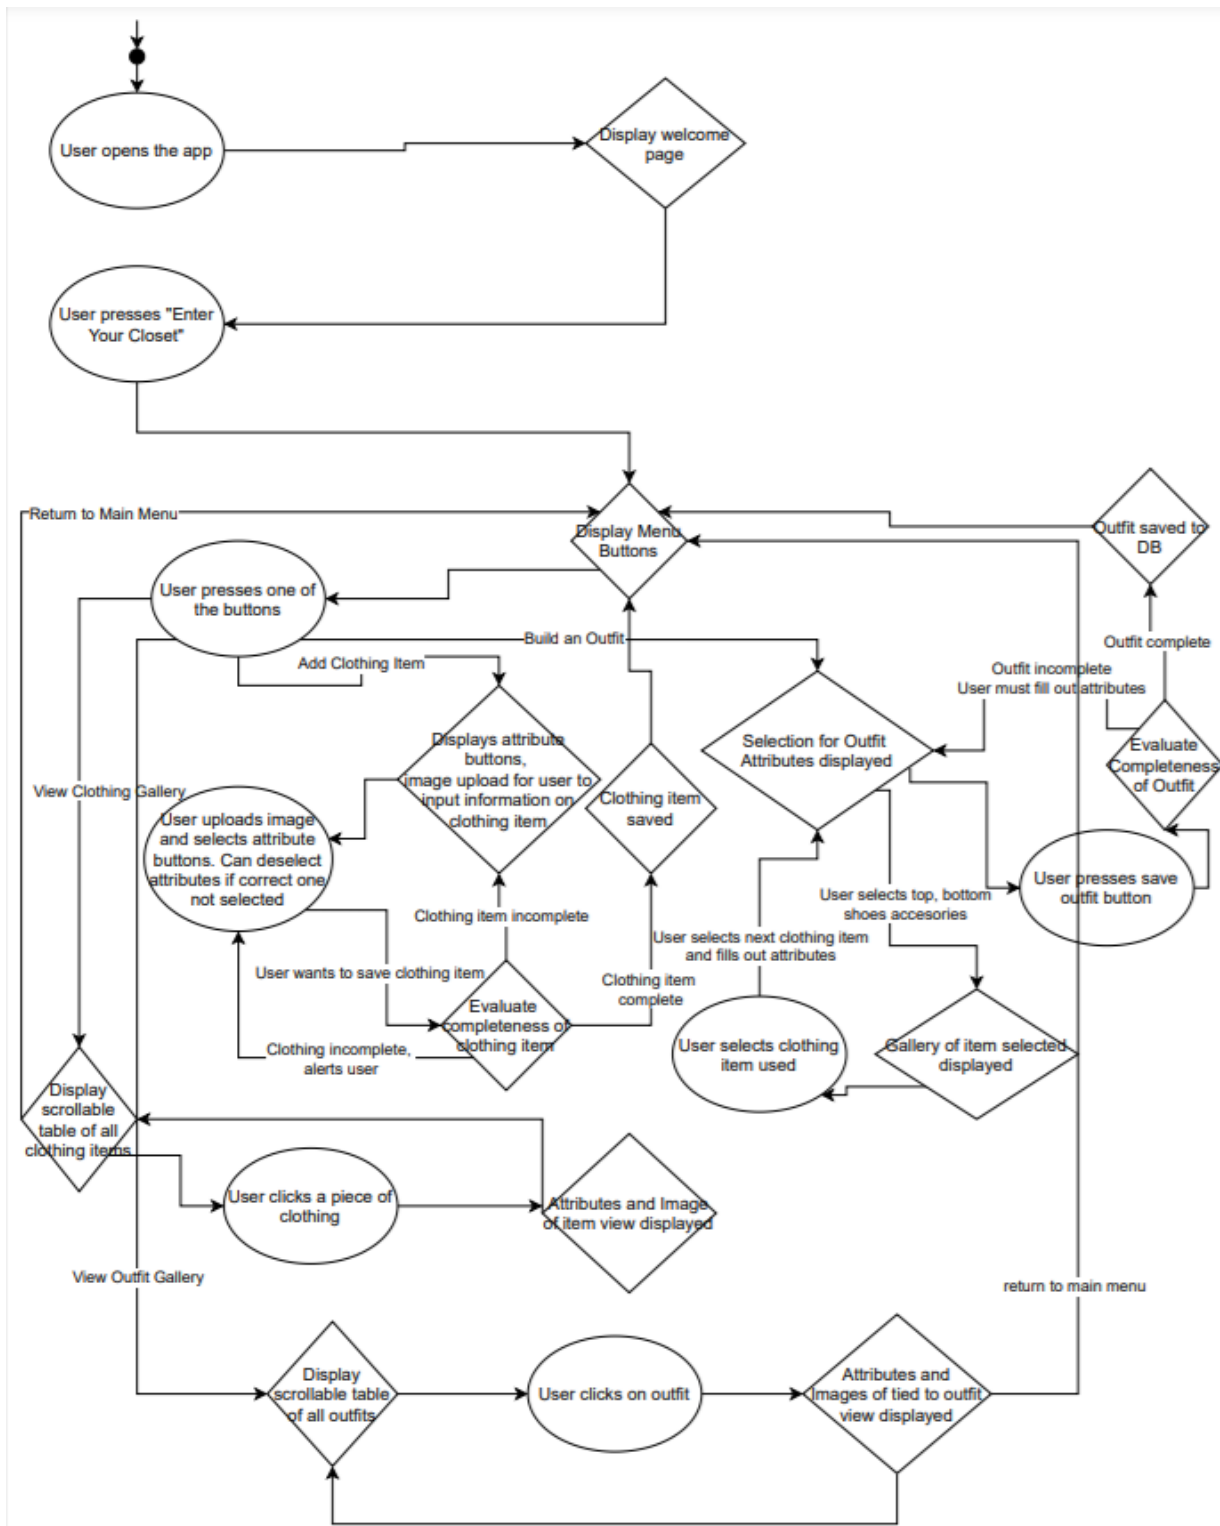 User opens the app
Display welcome
page
User presses "Enter
Your Closet"
Return to Main Menu
Display Menu
Buttons
Outfit saved to
DB
User presses one of
the buttons
Build an Outfit
Outfit complete
Add Clothing Item
Outfit incomplete
User must fill out attributes
Displays attribute
buttons,
image upload for user to
input information on
clothing item
Selection for Outfit
Attributes displayed
Evaluate
Completeness
of Outfit
View Clothing Gallery
Clothing item
saved
User uploads image
and selects attribute
buttons. Can deselect
attributes if correct one
not selected
User presses save
outfit button
User selects top, bottom
shoes accesories
Clothing item incomplete
User selects next clothing item
and fills out attributes
User wants to save clothing item
Clothing item
complete
Evaluate
completeness of
clothing item
User selects clothing
item used
Gallery of item selected
displayed
Clothing incomplete,
alerts user
Display
scrollable
table of all
clothing items
User clicks a piece of
clothing
Attributes and Image
of item view displayed
View Outfit Gallery
return to main menu
Display
scrollable table
of all outfits
User clicks on outfit
Attributes and
Images of tied to outfit
view displayed